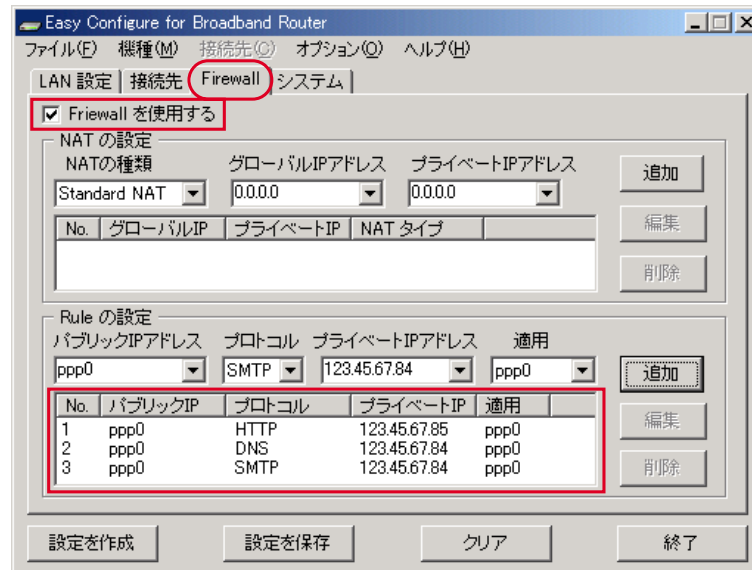 Easy Configure for Broadband Router
ファイル(F) 機種(M) 接続先(C) オプション(O) ヘルプ(H)
LAN 設定 接続先 Firewall システム
Friewall を使用する
NAT の設定
NATの種類 グローバルIPアドレス プライベートIPアドレス
Standard NAT 0.0.0.0 0.0.0.0 追加
No. グローバルIP プライベートIP NAT タイプ 編集
削除
Rule の設定
パブリックIPアドレス プロトコル プライベートIPアドレス 適用
ppp0 SMTP 123.45.67.84 ppp0 追加
No. パブリックIP プロトコル プライベートIP 適用 編集
1 ppp0 HTTP 123.45.67.85 ppp0
2 ppp0 DNS 123.45.67.84 ppp0
3 ppp0 SMTP 123.45.67.84 ppp0 削除
設定を作成 設定を保存 クリア 終了